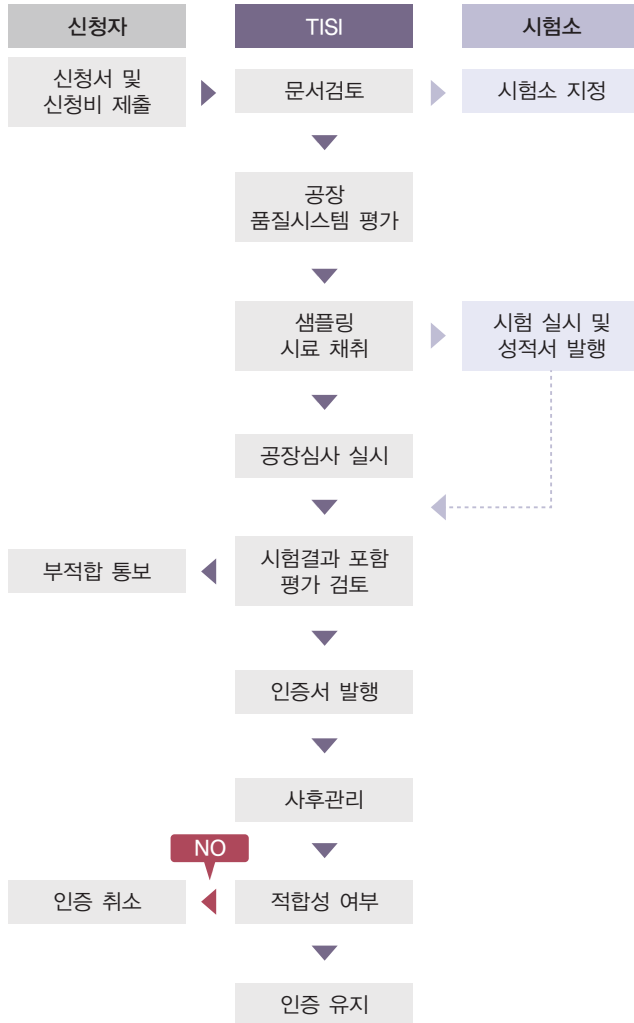 신청자
TISI
시험소
신청서 및
신청비 제출
문서검토
시험소 지정
공장
품질시스템 평가
샘플링
시료 채취
시험 실시 및
성적서 발행
공장심사 실시
부적합 통보
시험결과 포함
평가 검토
인증서 발행
사후관리
NO
인증 취소
적합성 여부
인증 유지